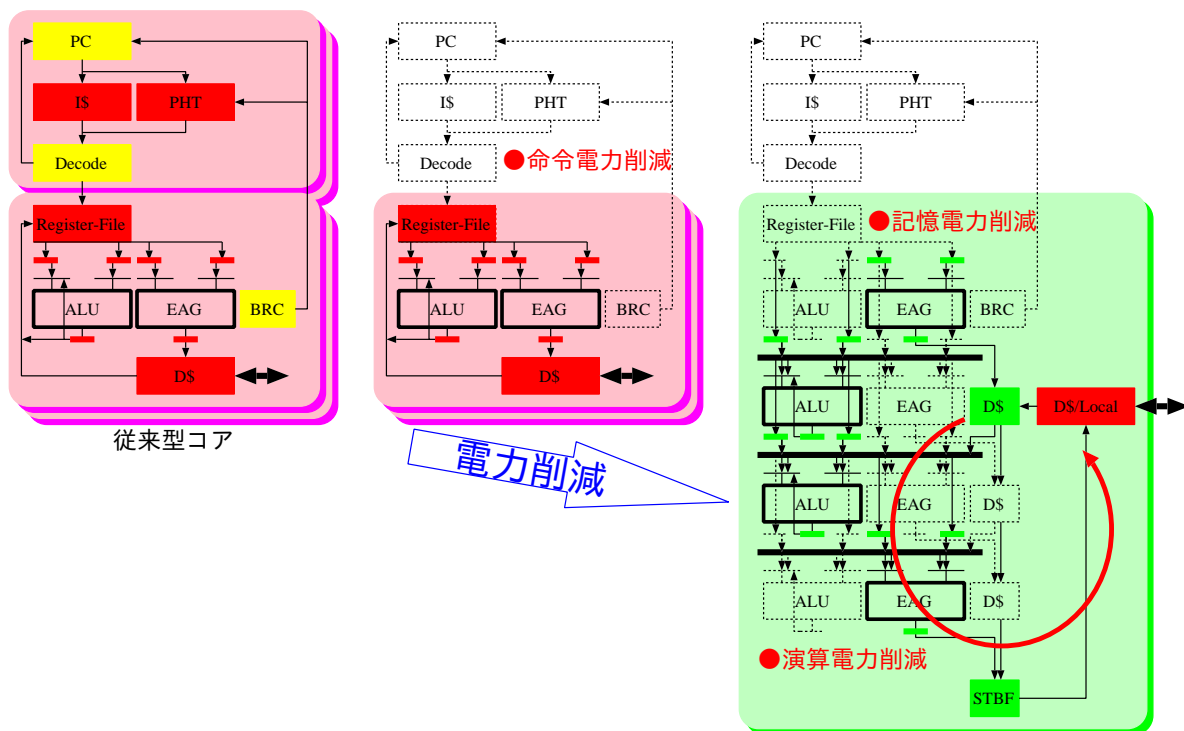 PC
I$
PHT
Decode
Register-File
ALU
EAG
BRC
D$
従来型コア
PC
I$
PHT
Decode
●命令電力削減
Register-File
ALU
EAG
BRC
D$
電力削減
PC
I$
PHT
Decode
Register-File
●記憶電力削減
ALU
EAG
BRC
ALU
EAG
D$
D$/Local
ALU
EAG
D$
ALU
EAG
D$
●演算電力削減
STBF